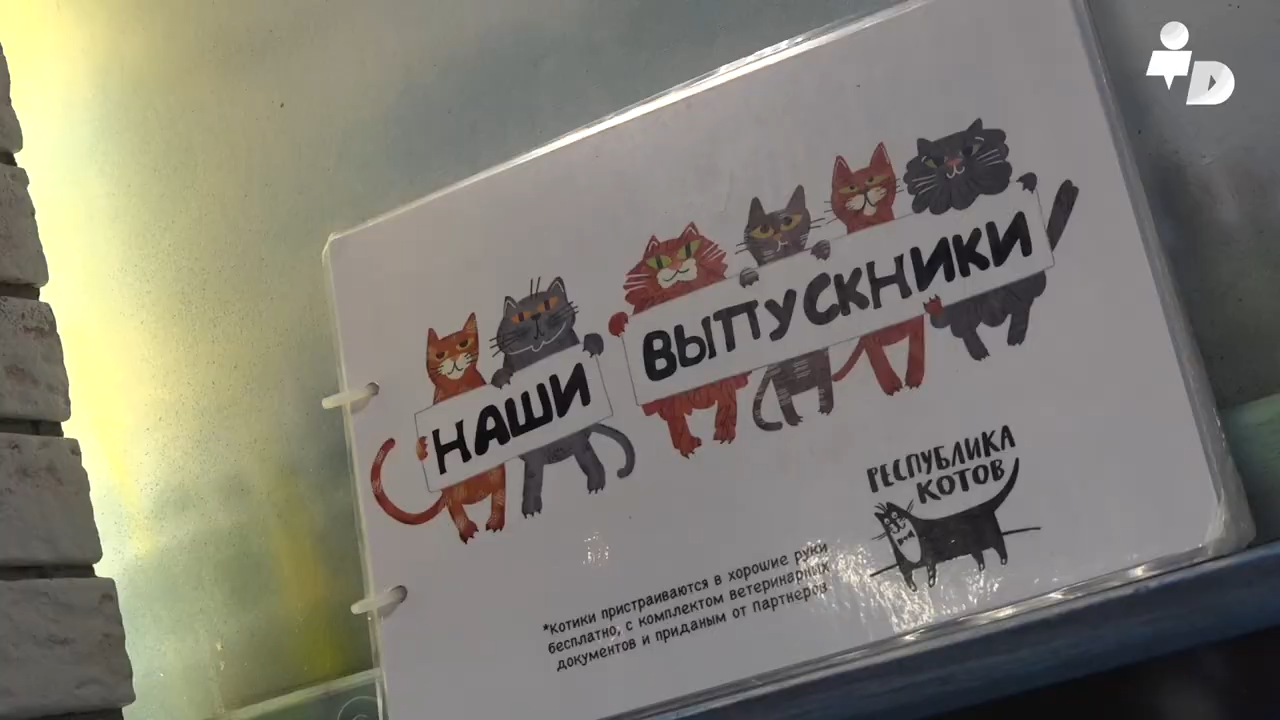 НАШИ ВЫПУСКНИКИ
РЕСПУБЛИКА
КОТОВ
*Котики пристраиваются в хорошие руки
бесплатно, с комплектом ветеринарных
документов и приданым от партнеров
D